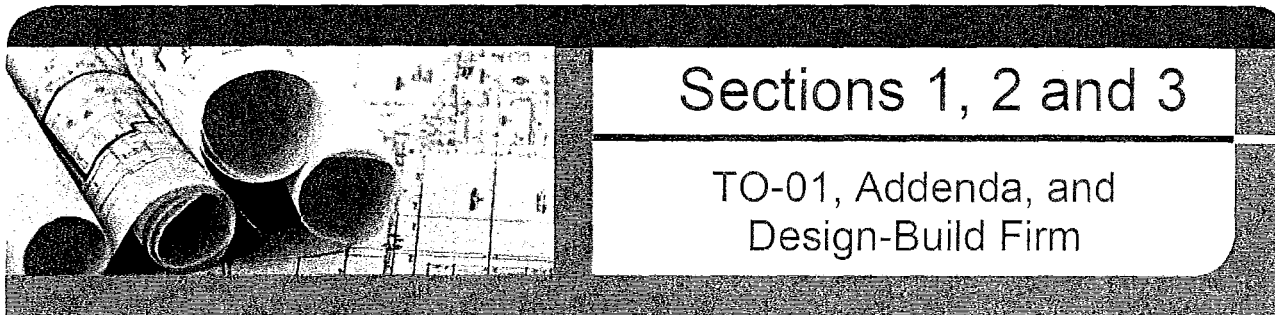 Sections 1, 2 and 3
TO-01, Addenda, and
Design-Build Firm